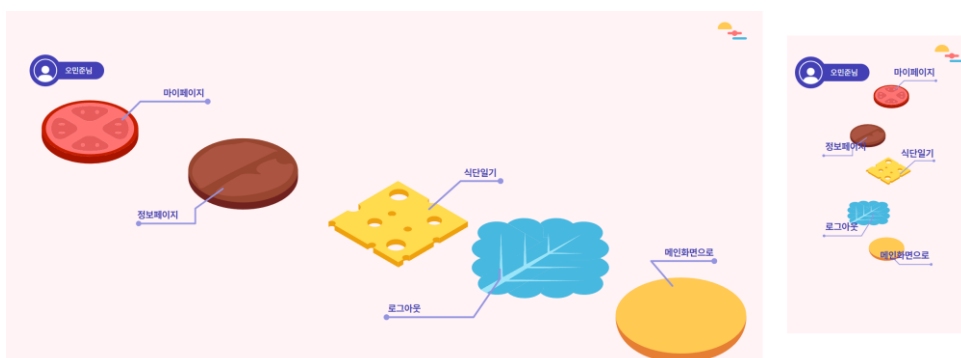 오민준님
마이페이지
정보페이지
식단일기
로그아웃
메인화면으로
오민준님
마이페이지
정보페이지
식단일기
로그아웃
메인화면으로